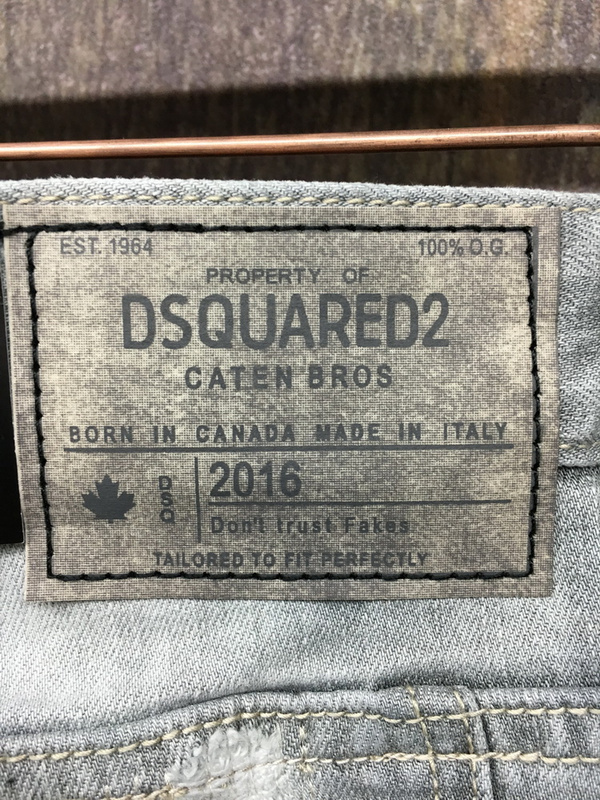 EST. 1964 100% O.G.
PROPERTY OF
DSQUARED2
CATEN BROS
BORN IN CANADA MADE IN ITALY
DSQ
2016
Don't trust Fakes
TAILORED TO FIT PERFECTLY